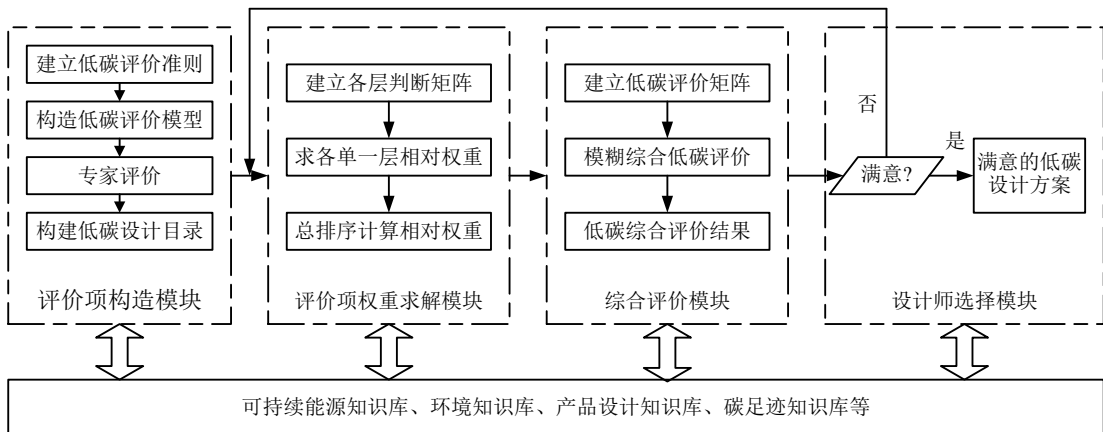 建立低碳评价准则
构造低碳评价模型
专家评价
构建低碳设计目录
评价项构造模块
建立各层判断矩阵
求各单一层相对权重
总排序计算相对权重
评价项权重求解模块
建立低碳评价矩阵
模糊综合低碳评价
低碳综合评价结果
综合评价模块
否
满意?
是
满意的低碳
设计方案
设计师选择模块
可持续能源知识库、环境知识库、产品设计知识库、碳足迹知识库等